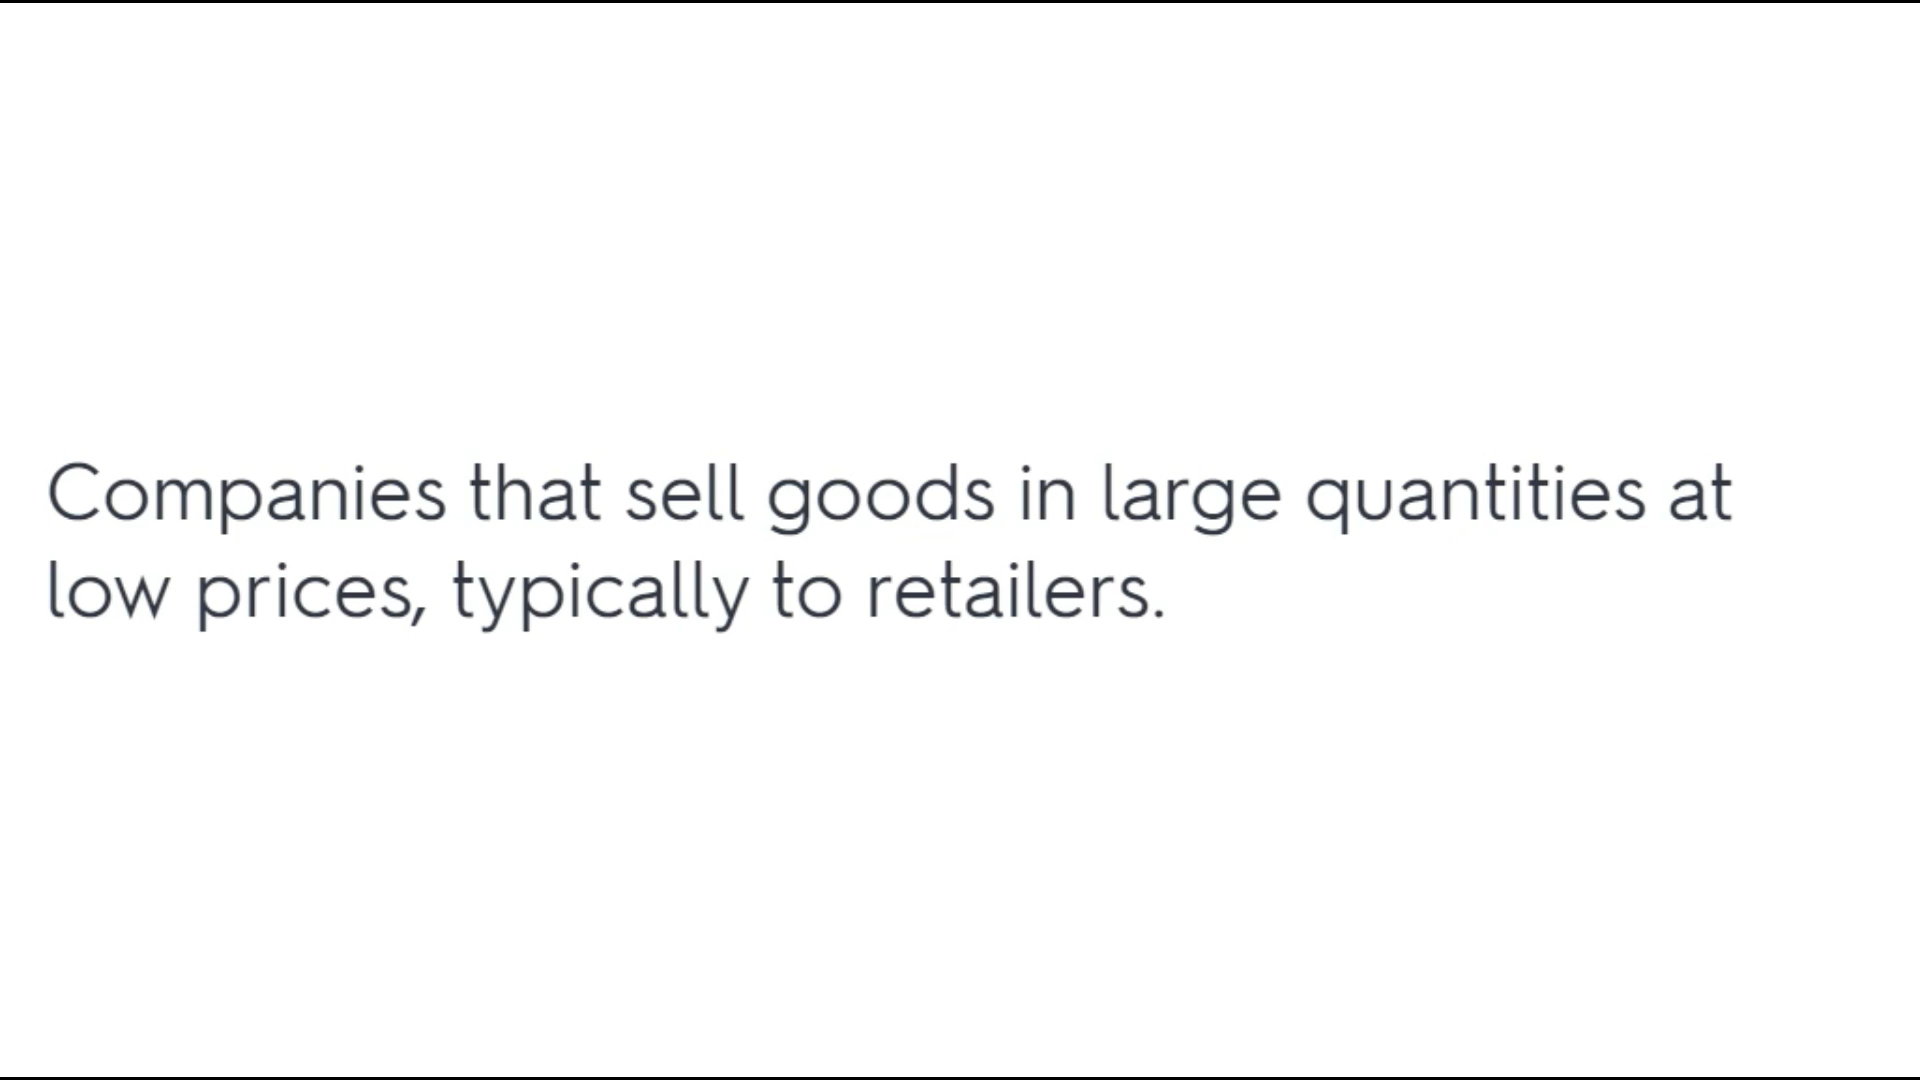 Companies that sell goods in large quantities at
low prices, typically to retailers.